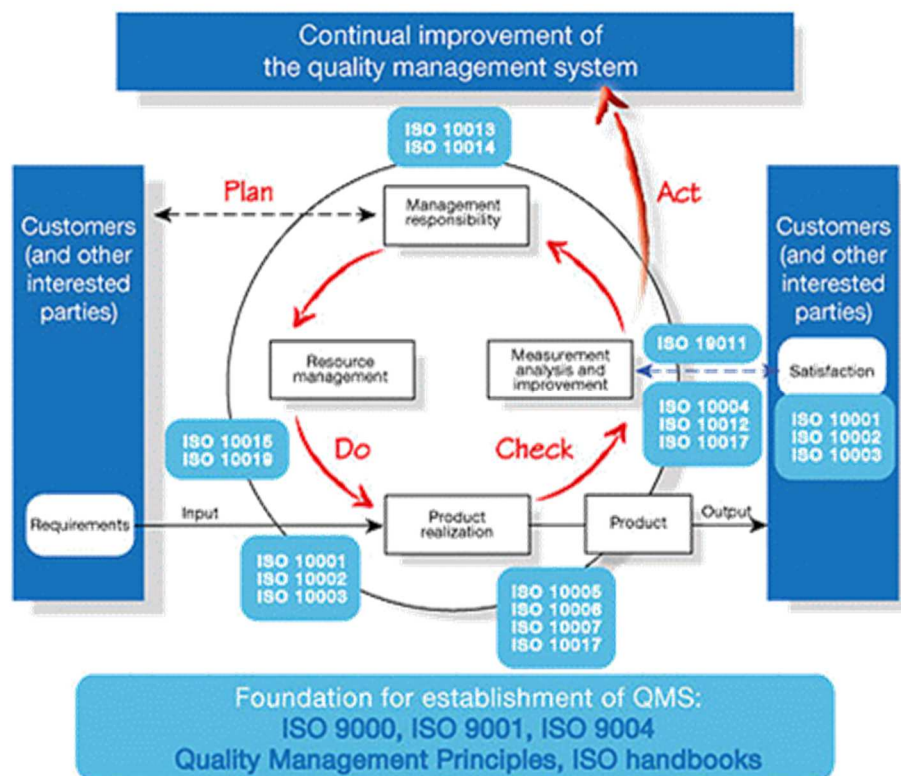 Continual improvement of
the quality management system
ISO 10013
ISO 10014
Plan
Act
Customers
(and other
interested
parties)
Management
responsibility
Customers
(and other
interested
parties)
Resource
management
Measurement
analysis and
improvement
ISO 19011
Satisfaction
ISO 10004
ISO 10012
ISO 10017
ISO 10001
ISO 10002
ISO 10003
ISO 10015
ISO 10019
Do
Check
Requirements
Input
Product
realization
Product
Output
ISO 10001
ISO 10002
ISO 10003
ISO 10005
ISO 10006
ISO 10007
ISO 10017
Foundation for establishment of QMS:
ISO 9000, ISO 9001, ISO 9004
Quality Management Principles, ISO handbooks